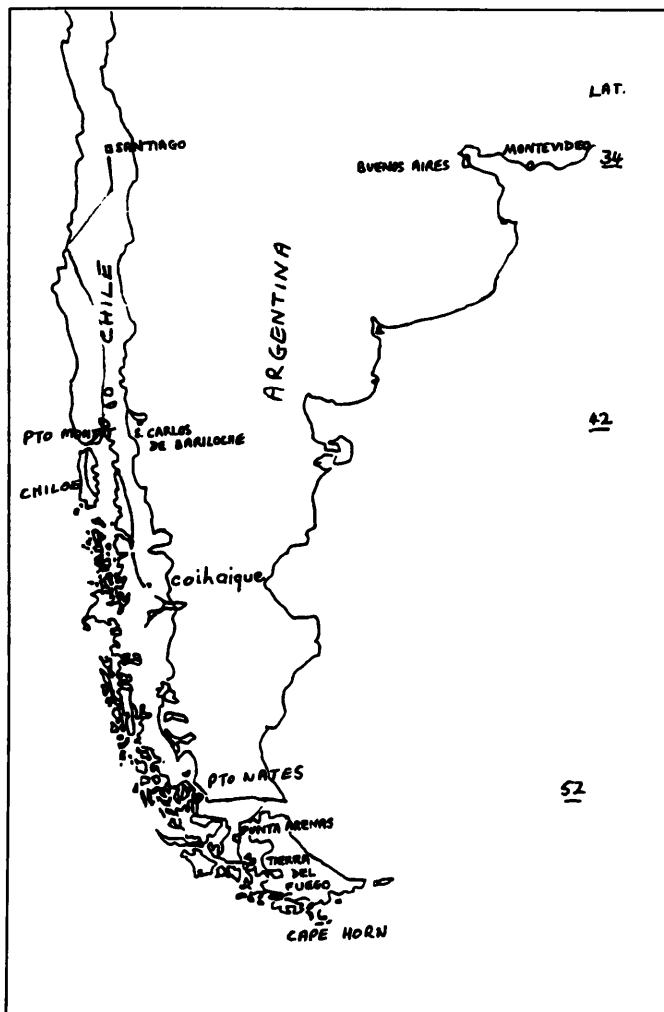 LAT.
SANTIAGO
MONTEVIDEO
BUENOS AIRES
34
CHILE
ARGENTINA
PTO MONTT
S. CARLOS
DE BARILOCHE
42
CHILOE
coihaique
PTO NATES
52
PUNTA ARENAS
TIERRA
DEL
FUEGO
CAPE HORN